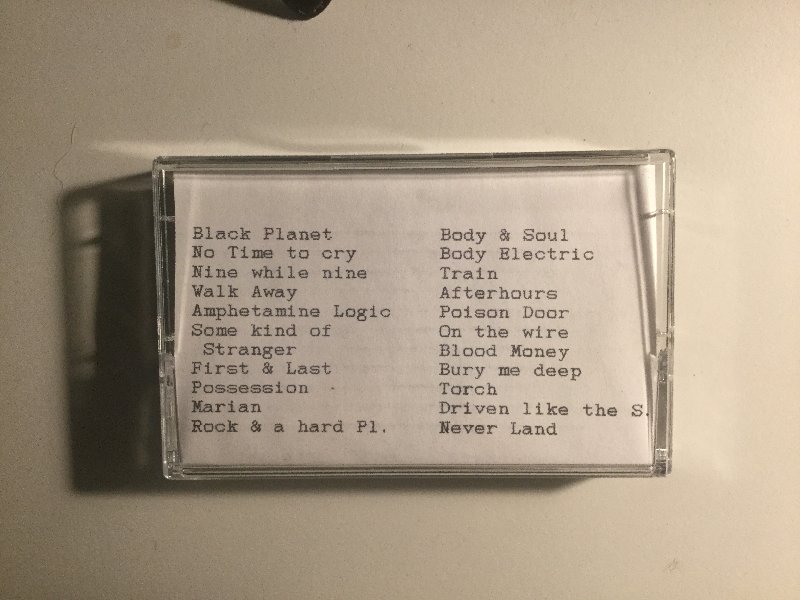 Black Planet
No Time to cry
Nine while nine
Walk Away
Amphetamine Logic
Some kind of
Stranger
First & Last
Possession
Marian
Rock & a hard Pl.
Body & Soul
Body Electric
Train
Afterhours
Poison Door
On the wire
Blood Money
Bury me deep
Torch
Driven like the S.
Never Land